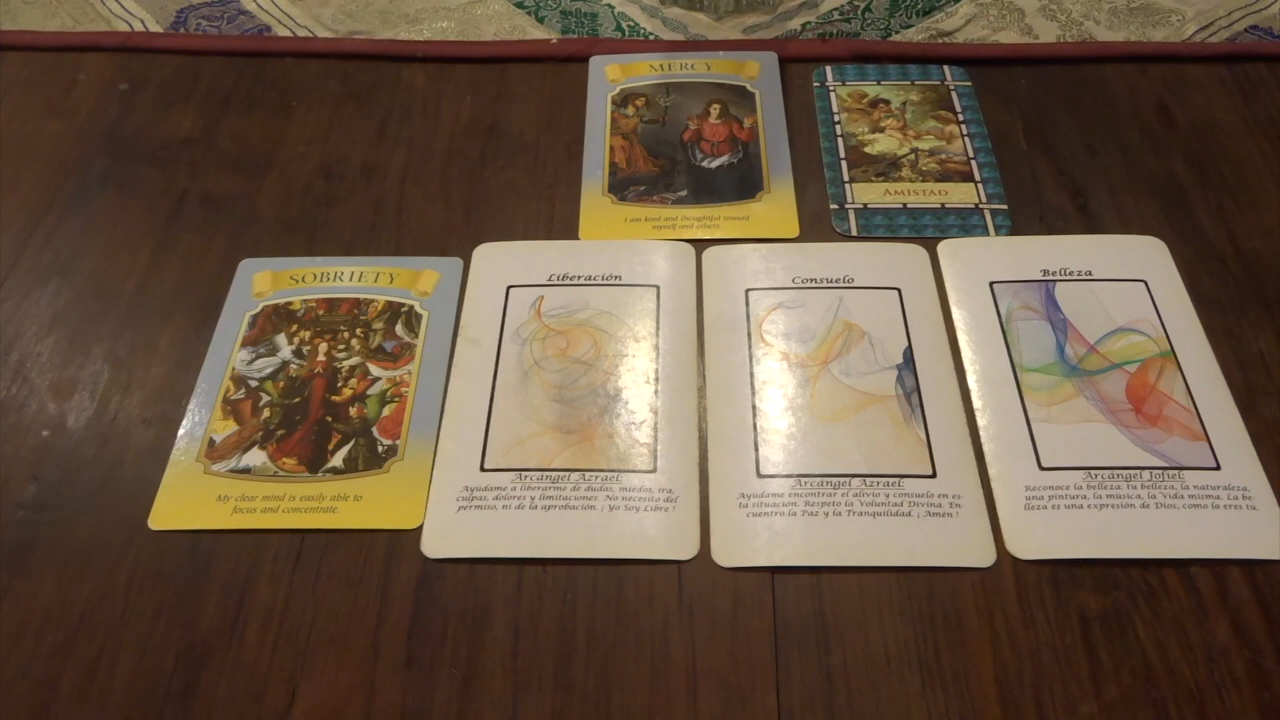 MERCY
I am kind and thoughtful toward
myself and others.
AMISTAD
SOBRIETY
My clear mind is easily able to
focus and concentrate.
Liberación
Arcángel Azrael:
Ayúdame a liberarme de dudas, miedos, ira,
culpas, dolores y limitaciones. No necesito del
permiso, ni de la aprobación. ¡ Yo Soy Libre !
Consuelo
Arcángel Azrael:
Ayúdame encontrar el alivio y consuelo en es-
ta situación. Respeto la Voluntad Divina. En-
cuentro la Paz y la Tranquilidad. ¡ Amén !
Belleza
Arcángel Jofiel:
Reconoce la belleza: tu belleza, la naturaleza,
una pintura, la música, la Vida misma. La be-
lleza es una expresión de Dios, como lo eres tu.